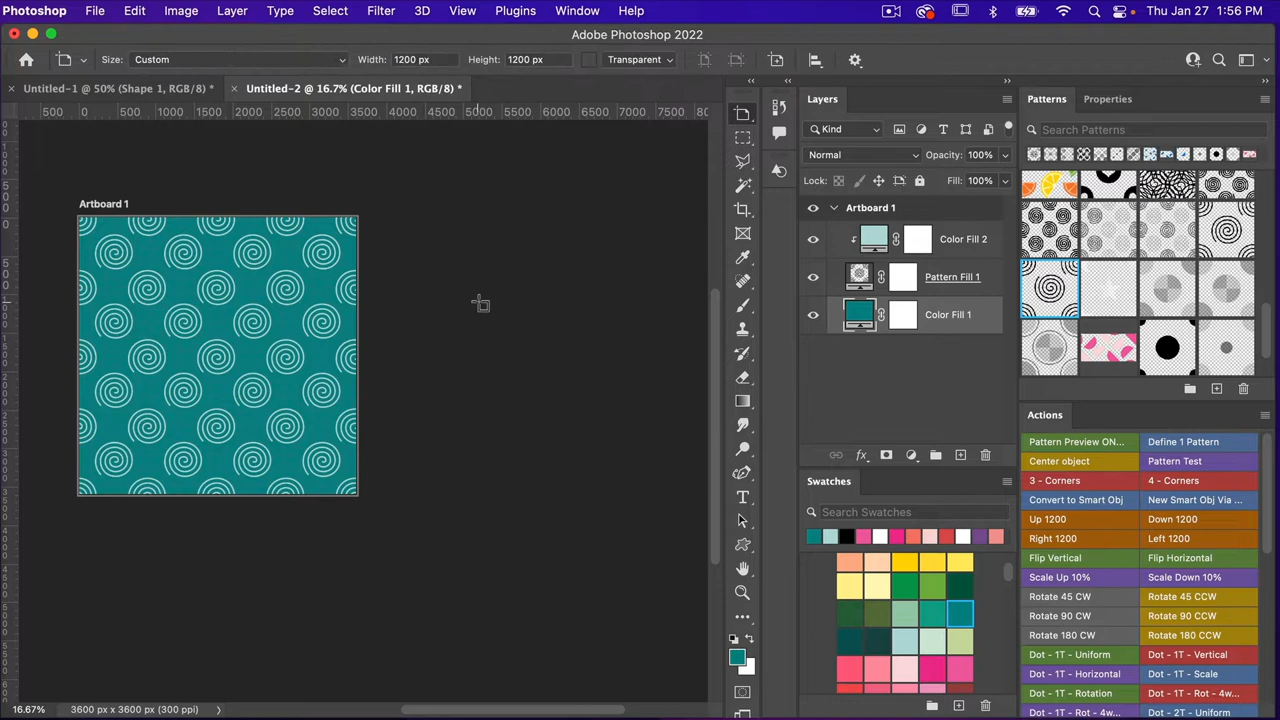 Photoshop File Edit Image Layer Type Select Filter 3D View Plugins Window Help Thu Jan 27 1:56 PM
Adobe Photoshop 2022
Size: Custom Width: 1200 px Height: 1200 px Transparent
Untitled-1 @ 50% (Shape 1, RGB/8) * Untitled-2 @ 16.7% (Color Fill 1, RGB/8) *
500 0 500 1000 1500 2000 2500 3000 3500 4000 4500 5000 5500 6000 6500 7000 7500
Artboard 1
Layers
Kind
Normal Opacity: 100%
Lock: Fill: 100%
Artboard 1
Color Fill 2
Pattern Fill 1
Color Fill 1
Swatches
Search Swatches
Patterns Properties
Search Patterns
Actions
Pattern Preview ON... Define 1 Pattern
Center object Pattern Test
3 - Corners 4 - Corners
Convert to Smart Obj New Smart Obj Via ...
Up 1200 Down 1200
Right 1200 Left 1200
Flip Vertical Flip Horizontal
Scale Up 10% Scale Down 10%
Rotate 45 CW Rotate 45 CCW
Rotate 90 CW Rotate 90 CCW
Rotate 180 CW Rotate 180 CCW
Dot - 1T - Uniform Dot - 1T - Vertical
Dot - 1T - Horizontal Dot - 1T - Scale
Dot - 1T - Rotation Dot - 1T - Rot - 4w...
Dot - 1T - Rot - 4w... Dot - 2T - Uniform
16.67% 3600 px x 3600 px (300 ppi)